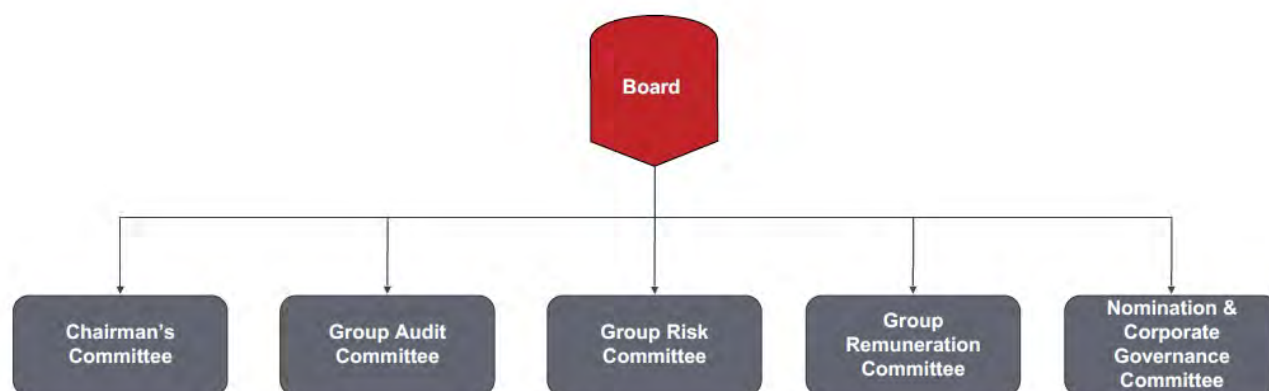 Board
Chairman's
Committee
Group Audit
Committee
Group Risk
Committee
Group
Remuneration
Committee
Nomination &
Corporate
Governance
Committee